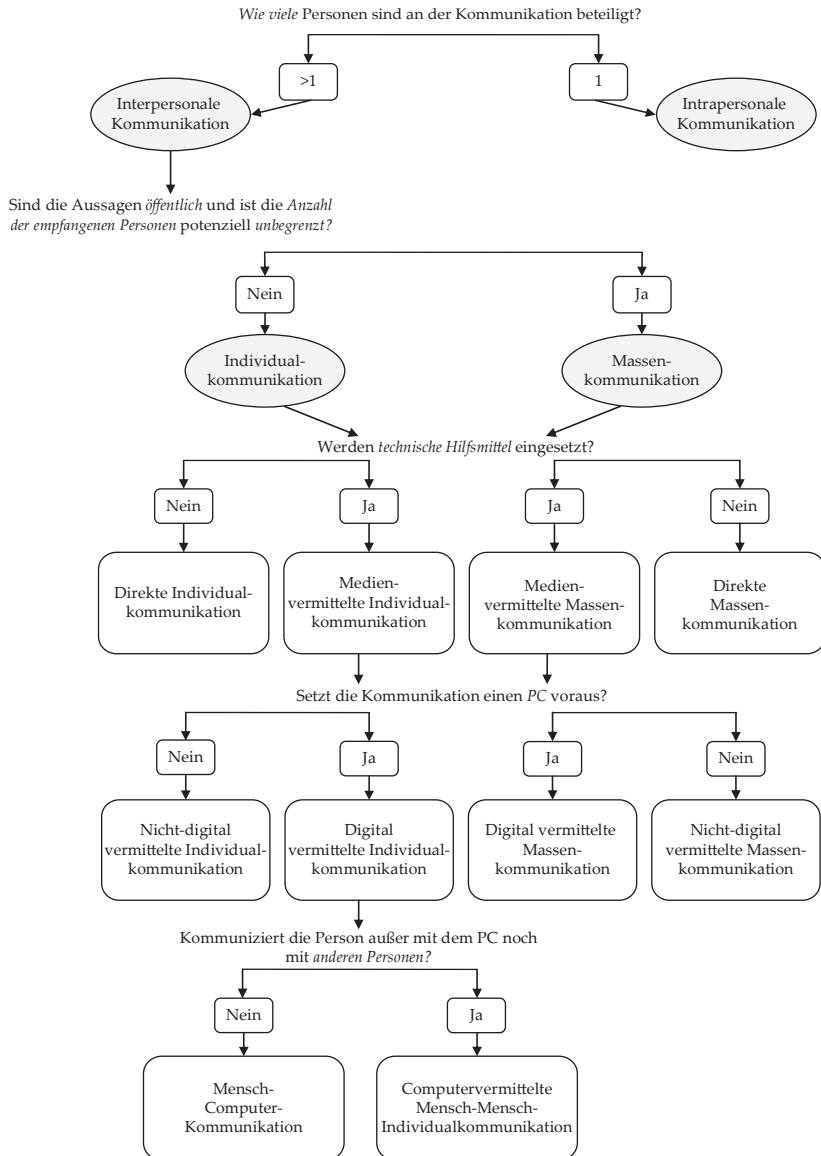 Wie viele Personen sind an der Kommunikation beteiligt?
>1
1
Interpersonale
Kommunikation
Intrapersonale
Kommunikation
Sind die Aussagen öffentlich und ist die Anzahl
der empfangenen Personen potenziell unbegrenzt?
Nein
Ja
Individual-
kommunikation
Massen-
kommunikation
Werden technische Hilfsmittel eingesetzt?
Nein
Ja
Ja
Nein
Direkte Individual-
kommunikation
Medien-
vermittelte Individual-
kommunikation
Medien-
vermittelte Massen-
kommunikation
Direkte
Massen-
kommunikation
Setzt die Kommunikation einen PC voraus?
Nein
Ja
Ja
Nein
Nicht-digital
vermittelte Individual-
kommunikation
Digital
vermittelte Individual-
kommunikation
Digital vermittelte
Massen-
kommunikation
Nicht-digital
vermittelte Massen-
kommunikation
Kommuniziert die Person außer mit dem PC noch
mit anderen Personen?
Nein
Ja
Mensch-
Computer-
Kommunikation
Computervermittelte
Mensch-Mensch-
Individualkommunikation